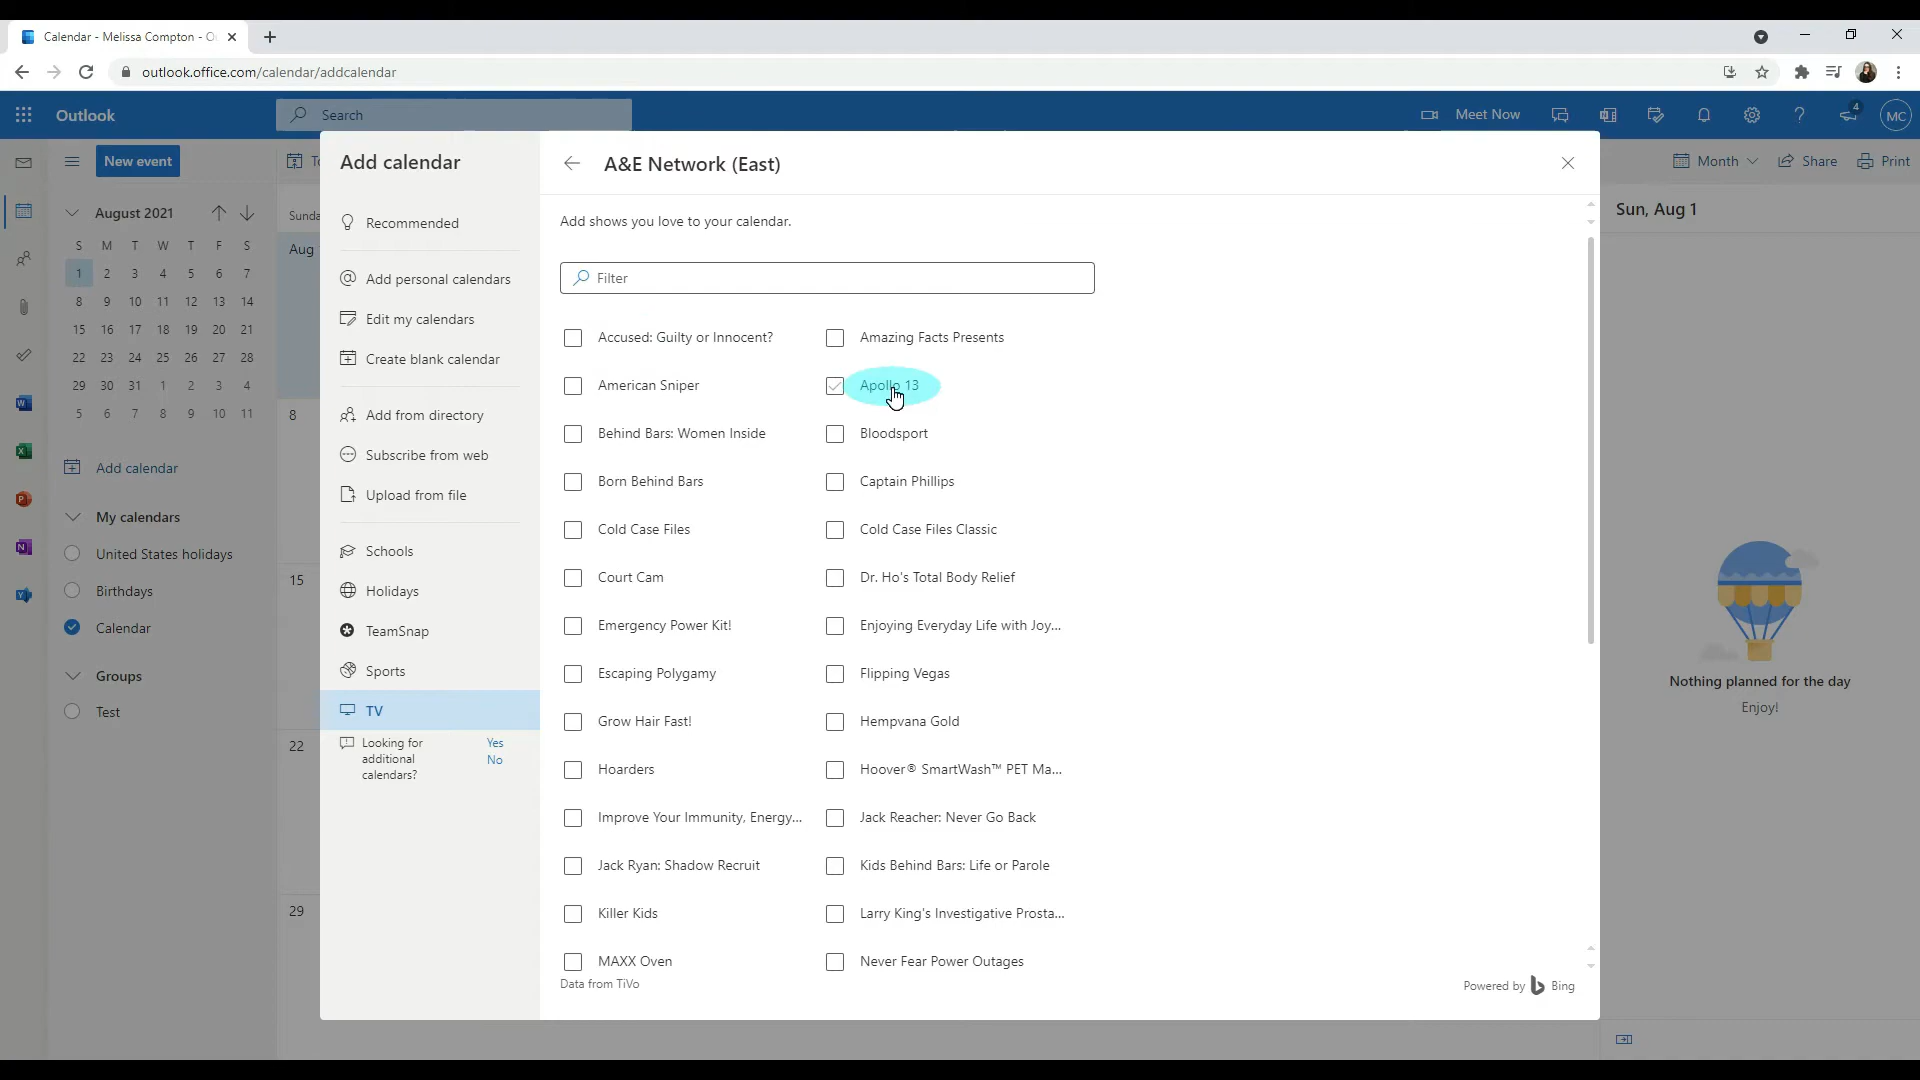 Calendar - Melissa Compton - O
outlook.office.com/calendar/addcalendar
Outlook
Search
Meet Now
4
MC
New event
Month
Share
Print
Add calendar
A&E Network (East)
August 2021
S M T W T F S
1 2 3 4 5 6 7
8 9 10 11 12 13 14
15 16 17 18 19 20 21
22 23 24 25 26 27 28
29 30 31 1 2 3 4
5 6 7 8 9 10 11
Add calendar
My calendars
United States holidays
Birthdays
Calendar
Groups
Test
Sunda
Aug
8
15
22
29
Recommended
Add personal calendars
Edit my calendars
Create blank calendar
Add from directory
Subscribe from web
Upload from file
Schools
Holidays
TeamSnap
Sports
TV
Looking for
additional
calendars?
Yes
No
Add shows you love to your calendar.
Filter
Accused: Guilty or Innocent?
Amazing Facts Presents
American Sniper
Apollo 13
Behind Bars: Women Inside
Bloodsport
Born Behind Bars
Captain Phillips
Cold Case Files
Cold Case Files Classic
Court Cam
Dr. Ho's Total Body Relief
Emergency Power Kit!
Enjoying Everyday Life with Joy...
Escaping Polygamy
Flipping Vegas
Grow Hair Fast!
Hempvana Gold
Hoarders
Hoover® SmartWash™ PET Ma...
Improve Your Immunity, Energy...
Jack Reacher: Never Go Back
Jack Ryan: Shadow Recruit
Kids Behind Bars: Life or Parole
Killer Kids
Larry King's Investigative Prosta...
MAXX Oven
Never Fear Power Outages
Data from TiVo
Powered by Bing
Sun, Aug 1
Nothing planned for the day
Enjoy!